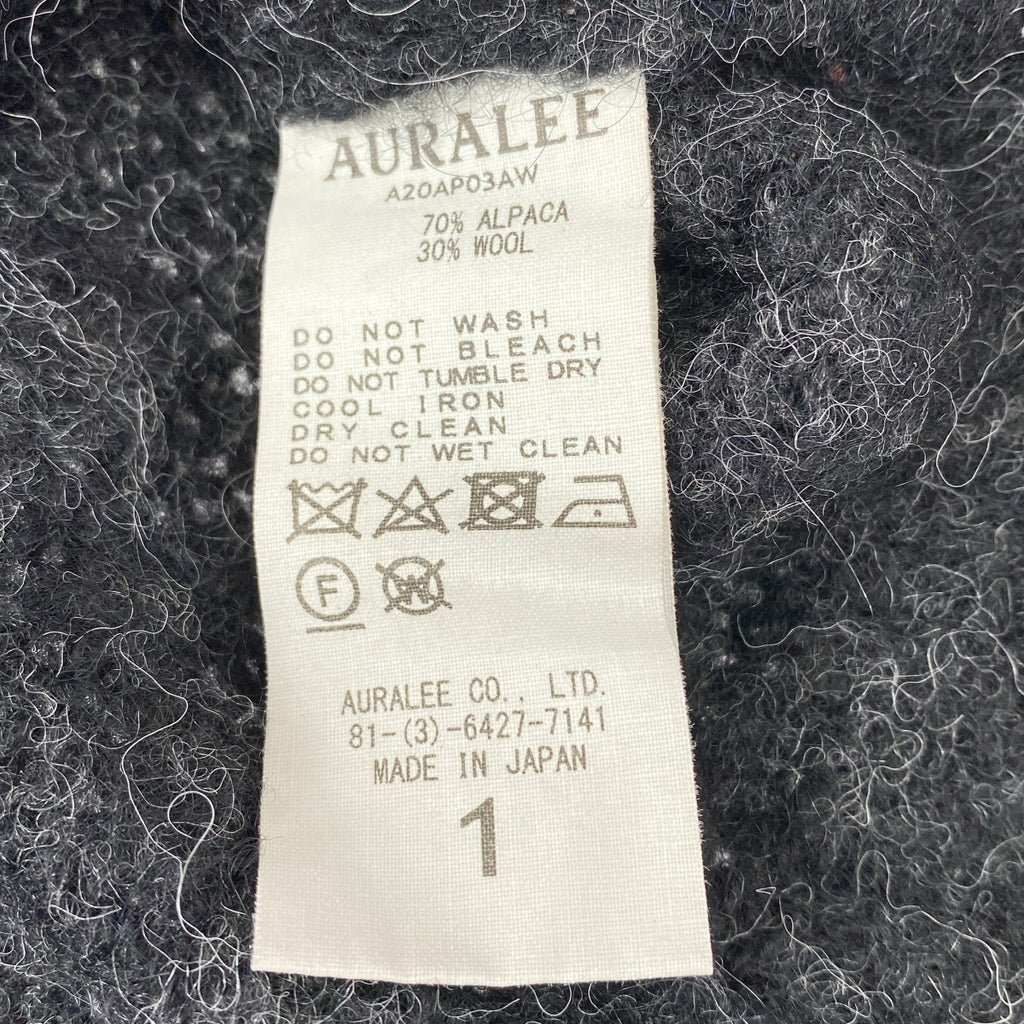 AURALEE
A20AP03AW
70% ALPACA
30% WOOL
DO NOT WASH
DO NOT BLEACH
DO NOT TUMBLE DRY
COOL IRON
DRY CLEAN
DO NOT WET CLEAN
F W
AURALEE CO., LTD.
81-(3)-6427-7141
MADE IN JAPAN
1